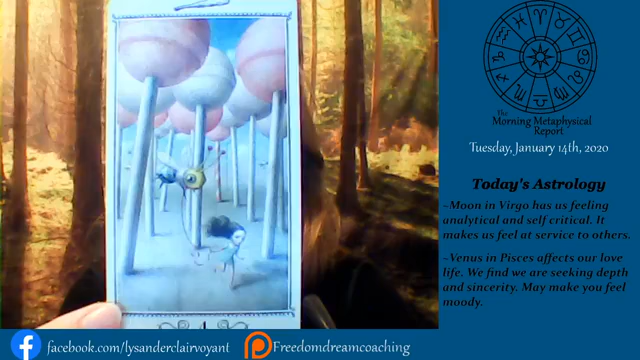 The
Morning Metaphysical
Report
Tuesday, January 14th, 2020
Today's Astrology
~Moon in Virgo has us feeling
analytical and self critical. It
makes us feel at service to others.
~Venus in Pisces affects our love
life. We find we are seeking depth
and sincerity. May make you feel
moody.
facebook.com/lysanderclairvoyant
Freedomdreamcoaching